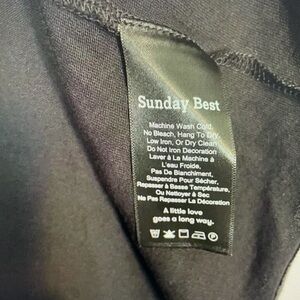 Sunday Best
Machine Wash Cold,
No Bleach, Hang To Dry,
Low Iron, Or Dry Clean
Do Not Iron Decoration
Laver À La Machine À
L'eau Froide,
Pas De Blanchiment,
Suspendre Pour Sécher,
Repasser à Basse Température,
Ou Nettoyer à Sec
Ne Pas Repasser La Décoration
A little love
goes a long way.